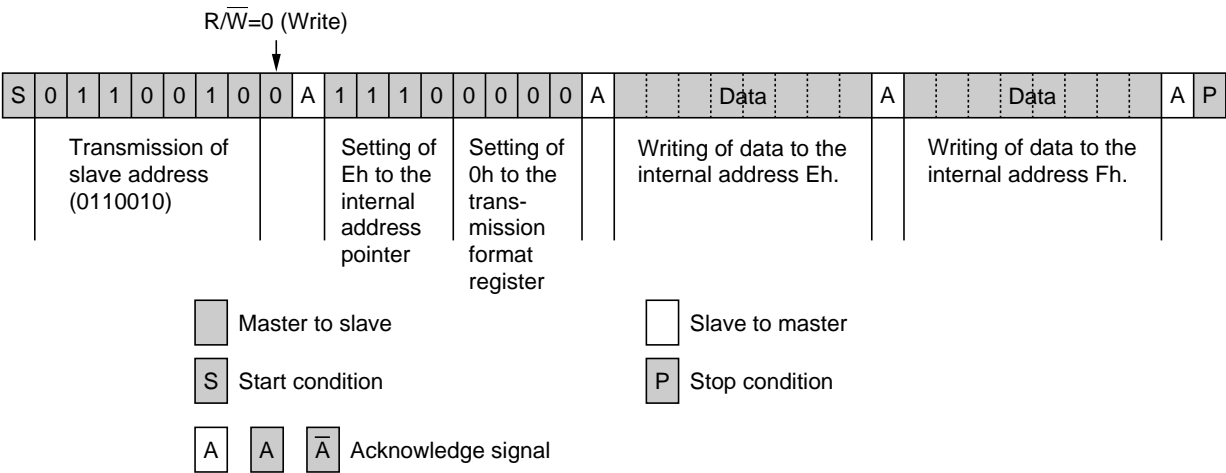 R/W̅=0 (Write)
S 0 1 1 0 0 1 0 0 A 1 1 1 0 0 0 0 0 A Data A Data A P
Transmission of
slave address
(0110010)
Setting of
Eh to the
internal
address
pointer
Setting of
0h to the
trans-
mission
format
register
Writing of data to the
internal address Eh.
Writing of data to the
internal address Fh.
Master to slave
Slave to master
S Start condition
P Stop condition
A A A̅ Acknowledge signal